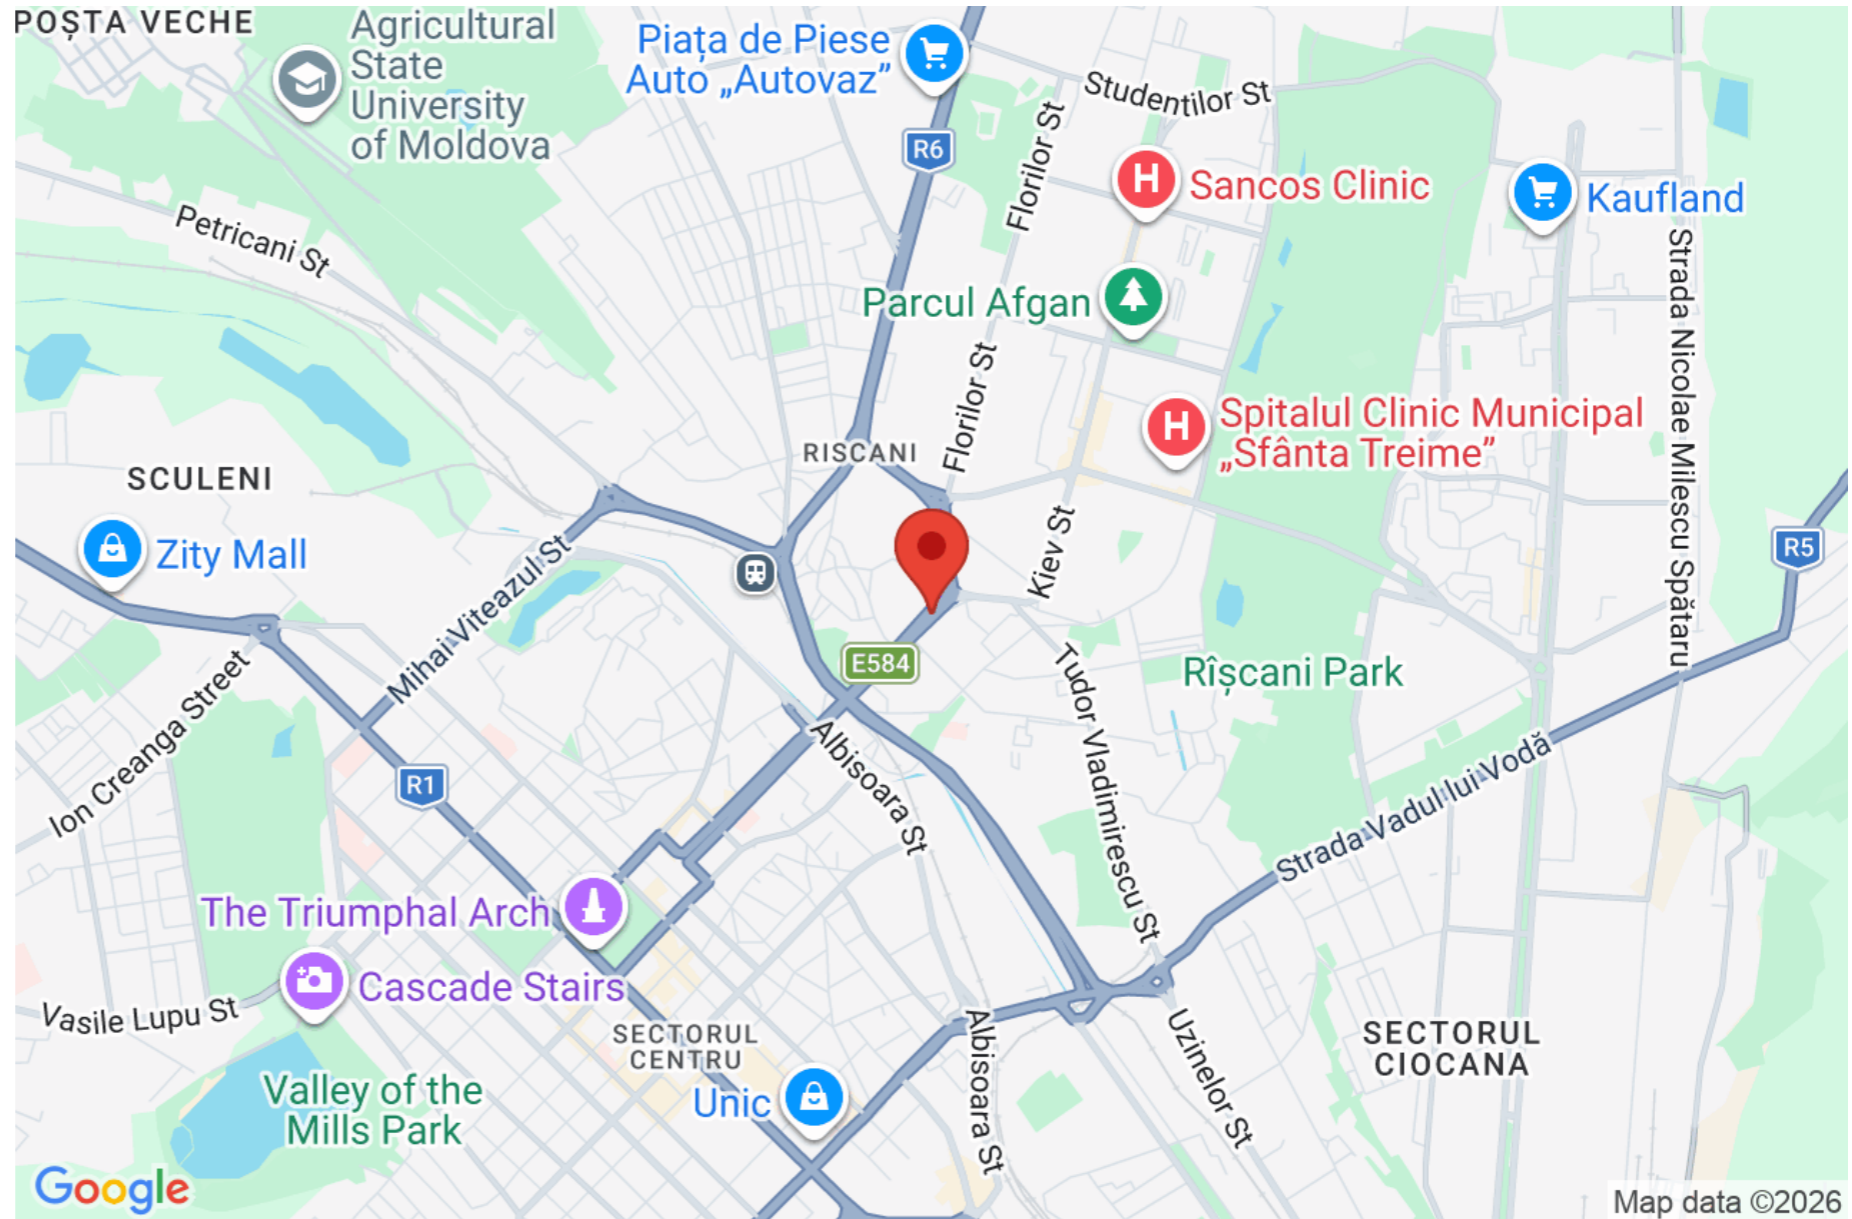 POȘTA VECHE
Agricultural
State
University
of Moldova
Piața de Piese
Auto „Autovaz”
R6
Studentilor St
Florilor St
H
Sancos Clinic
Kaufland
Petricani St
Parcul Afgan
Strada Nicolae Milescu Spătaru
Florilor St
H
Spitalul Clinic Municipal
„Sfânta Treime”
RISCANI
SCULENI
Zity Mall
Mihai Viteazul St
Kiev St
R5
E584
Rîșcani Park
Ion Creanga Street
Tudor Vladimirescu St
R1
Albisoara St
Strada Vadul lui Vodă
The Triumphal Arch
Cascade Stairs
Vasile Lupu St
SECTORUL
CENTRU
Albisoara St
Uzinelor St
SECTORUL
CIOCANA
Valley of the
Mills Park
Unic
Google
Map data ©2026